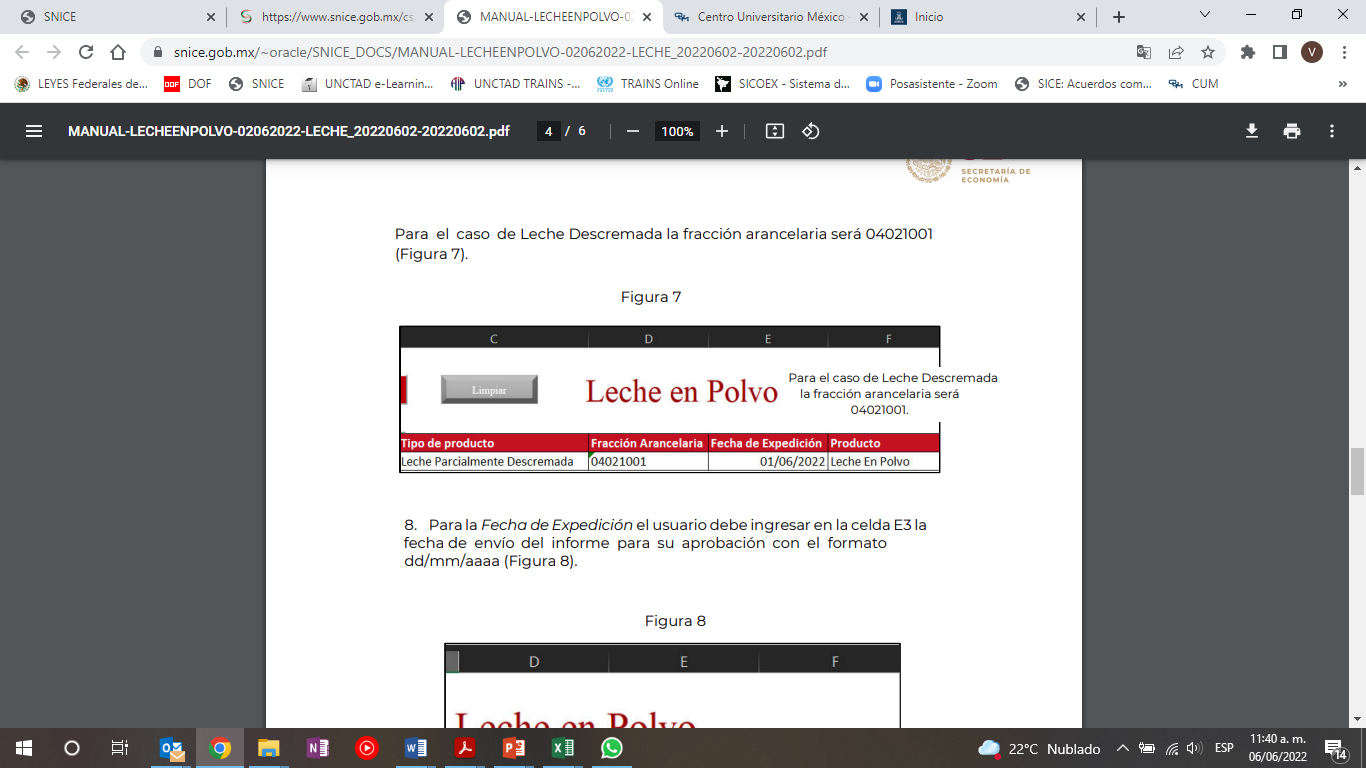 SNICE
https://www.snice.gob.mx/cs
MANUAL-LECHEENPOLVO-02
Centro Universitario México
Inicio
snice.gob.mx/~oracle/SNICE_DOCS/MANUAL-LECHEENPOLVO-02062022-LECHE_20220602-20220602.pdf
V
LEYES Federales de...
DOF
DOF
SNICE
UNCTAD e-Learnin...
UNCTAD TRAINS -...
TRAINS Online
SICOEX - Sistema d...
Posasistente - Zoom
SICE: Acuerdos com...
CUM
»
MANUAL-LECHEENPOLVO-02062022-LECHE_20220602-20220602.pdf
4 / 6
100%
SECRETARÍA DE
ECONOMÍA
Para el caso de Leche Descremada la fracción arancelaria será 04021001
(Figura 7).
Figura 7
C D E F
Limpiar
Leche en Polvo
Para el caso de Leche Descremada
la fracción arancelaria será
04021001.
Tipo de producto Fracción Arancelaria Fecha de Expedición Producto
Leche Parcialmente Descremada 04021001 01/06/2022 Leche En Polvo
8. Para la Fecha de Expedición el usuario debe ingresar en la celda E3 la
fecha de envío del informe para su aprobación con el formato
dd/mm/aaaa (Figura 8).
Figura 8
D E F
Leche en Polvo
22°C Nublado
ESP
11:40 a. m.
06/06/2022
14